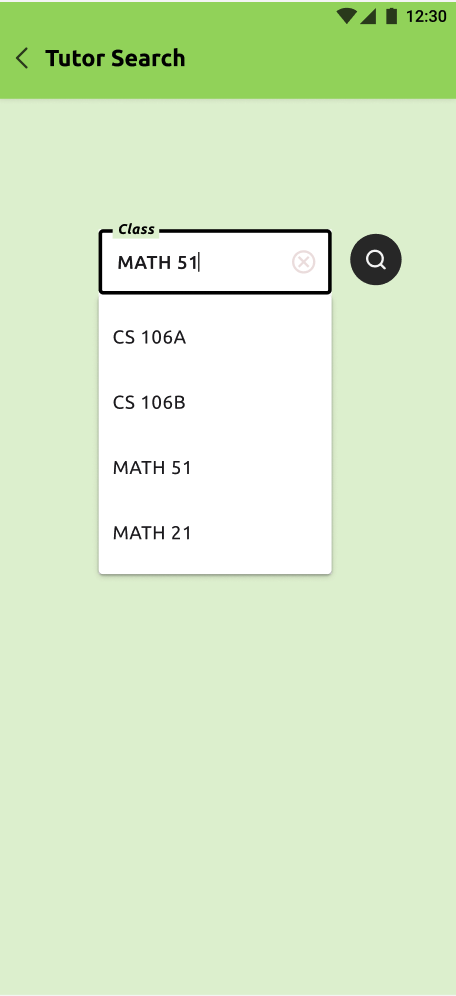 12:30
Tutor Search
Class
MATH 51
CS 106A
CS 106B
MATH 51
MATH 21